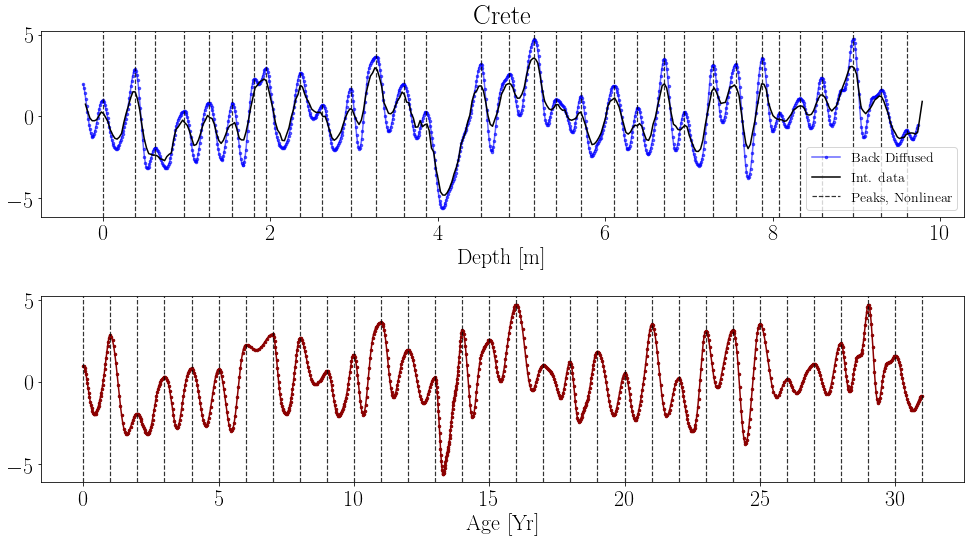 Crete
5
0
−5
Back Diffused
Int. data
Peaks, Nonlinear
0 2 4 6 8 10
Depth [m]
5
0
−5
0 5 10 15 20 25 30
Age [Yr]